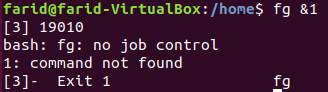 farid@farid-VirtualBox:/home$ fg &1
[3] 19010
bash: fg: no job control
1: command not found
[3]-  Exit 1                  fg